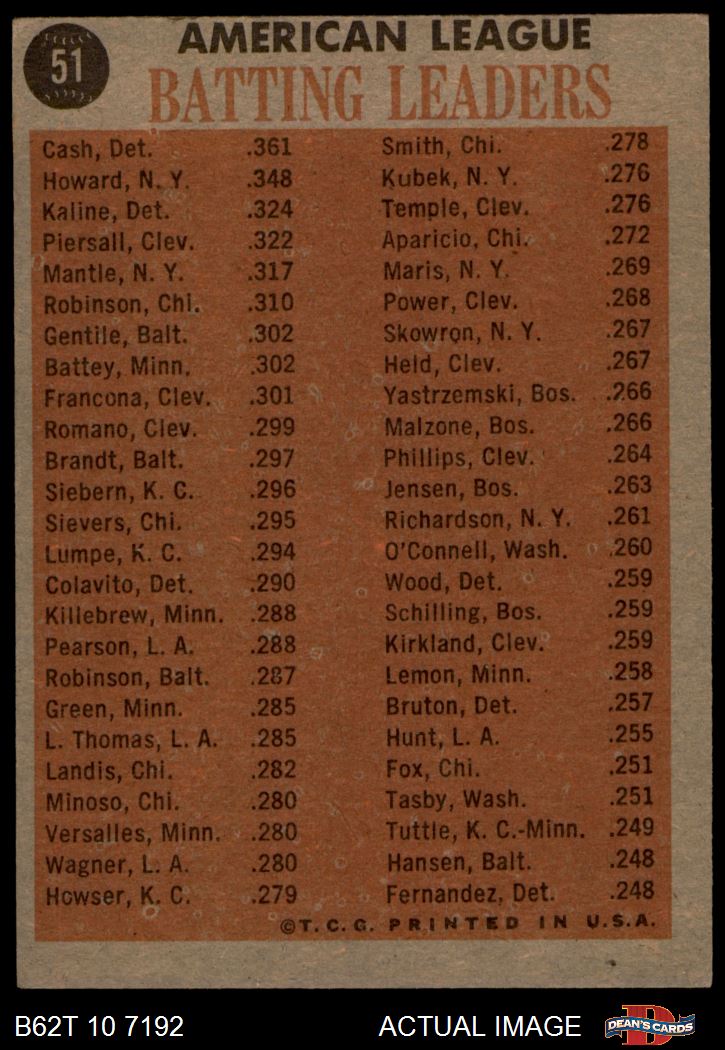 51
AMERICAN LEAGUE
BATTING LEADERS
Cash, Det. .361
Howard, N. Y. .348
Kaline, Det. .324
Piersall, Clev. .322
Mantle, N. Y. .317
Robinson, Chi. .310
Gentile, Balt. .302
Battey, Minn. .302
Francona, Clev. .301
Romano, Clev. .299
Brandt, Balt. .297
Siebern, K. C. .296
Sievers, Chi. .295
Lumpe, K. C. .294
Colavito, Det. .290
Killebrew, Minn. .288
Pearson, L. A. .288
Robinson, Balt. .287
Green, Minn. .285
L. Thomas, L. A. .285
Landis, Chi. .282
Minoso, Chi. .280
Versalles, Minn. .280
Wagner, L. A. .280
Howser, K. C. .279
Smith, Chi. .278
Kubek, N. Y. .276
Temple, Clev. .276
Aparicio, Chi. .272
Maris, N. Y. .269
Power, Clev. .268
Skowron, N. Y. .267
Held, Clev. .267
Yastrzemski, Bos. .266
Malzone, Bos. .266
Phillips, Clev. .264
Jensen, Bos. .263
Richardson, N. Y. .261
O'Connell, Wash. .260
Wood, Det. .259
Schilling, Bos. .259
Kirkland, Clev. .259
Lemon, Minn. .258
Bruton, Det. .257
Hunt, L. A. .255
Fox, Chi. .251
Tasby, Wash. .251
Tuttle, K. C.-Minn. .249
Hansen, Balt. .248
Fernandez, Det. .248
©T. C. G. PRINTED IN U.S.A.
B62T 10 7192
ACTUAL IMAGE
DEAN'S CARDS